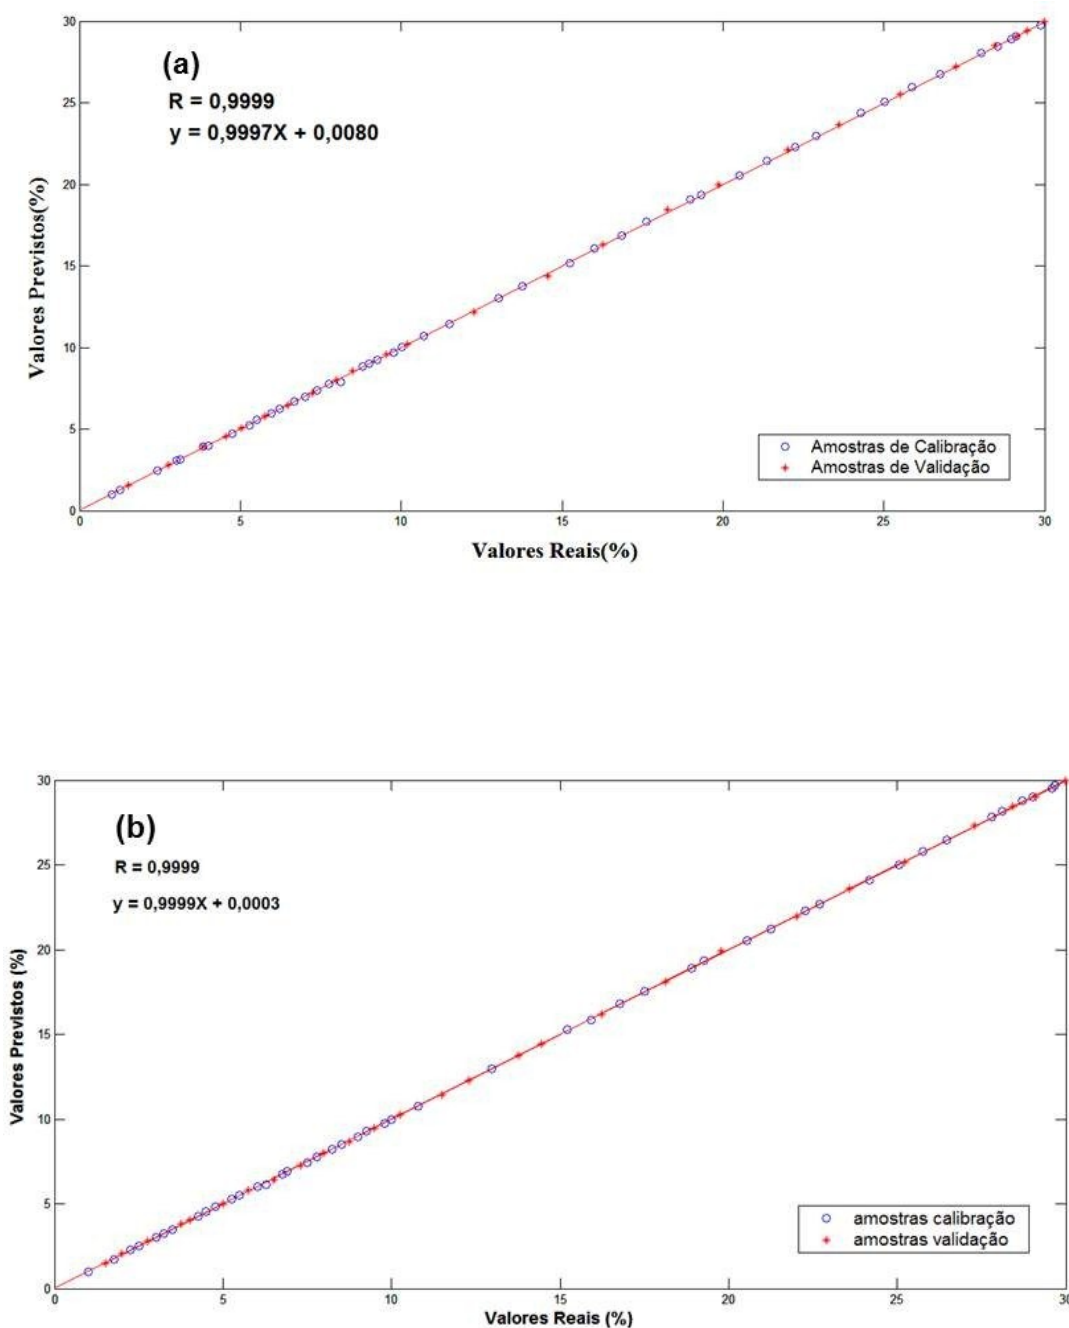 30
(a)
R = 0,9999
y = 0,9997X + 0,0080
25
20
15
10
5
0
Valores Previstos(%)
Amostras de Calibração
Amostras de Validação
0 5 10 15 20 25 30
Valores Reais(%)
30
(b)
R = 0,9999
y = 0,9999X + 0,0003
25
20
15
10
5
0
Valores Previstos (%)
amostras calibração
amostras validação
0 5 10 15 20 25 30
Valores Reais (%)